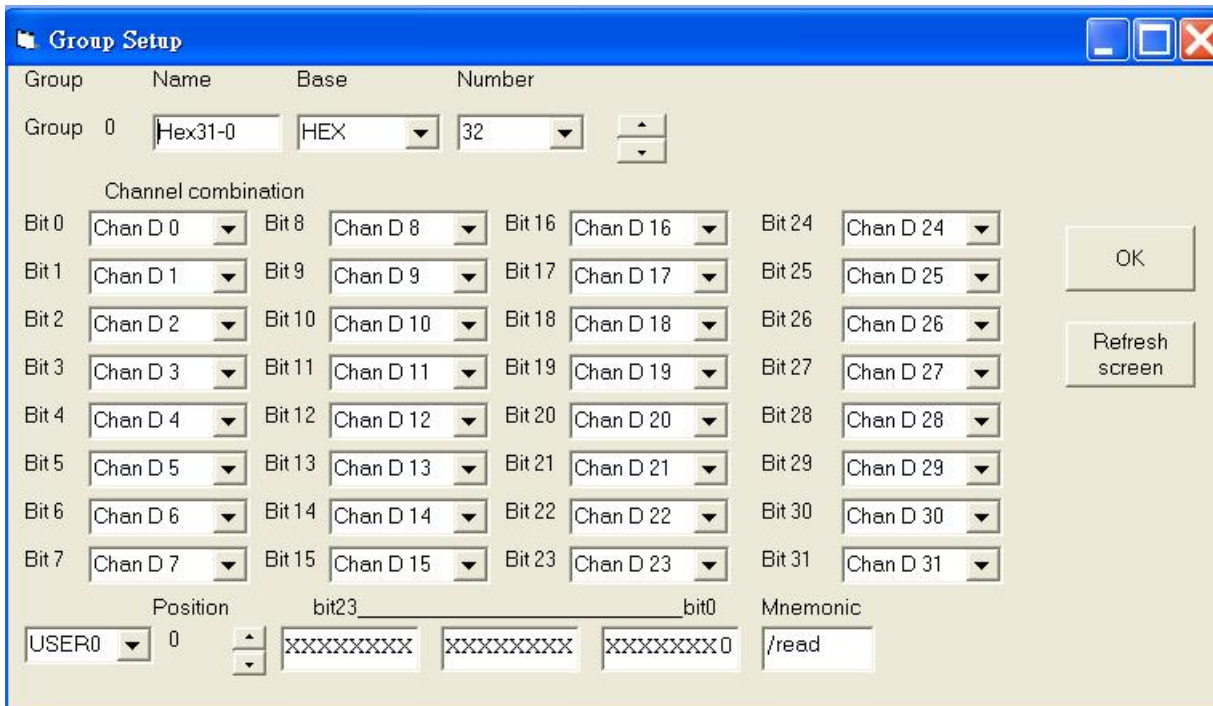 Group Setup
Group Name Base Number
Group 0 Hex31-0 HEX 32
Channel combination
Bit 0 Chan D 0 Bit 8 Chan D 8 Bit 16 Chan D 16 Bit 24 Chan D 24
Bit 1 Chan D 1 Bit 9 Chan D 9 Bit 17 Chan D 17 Bit 25 Chan D 25
OK
Bit 2 Chan D 2 Bit 10 Chan D 10 Bit 18 Chan D 18 Bit 26 Chan D 26
Refresh
screen
Bit 3 Chan D 3 Bit 11 Chan D 11 Bit 19 Chan D 19 Bit 27 Chan D 27
Bit 4 Chan D 4 Bit 12 Chan D 12 Bit 20 Chan D 20 Bit 28 Chan D 28
Bit 5 Chan D 5 Bit 13 Chan D 13 Bit 21 Chan D 21 Bit 29 Chan D 29
Bit 6 Chan D 6 Bit 14 Chan D 14 Bit 22 Chan D 22 Bit 30 Chan D 30
Bit 7 Chan D 7 Bit 15 Chan D 15 Bit 23 Chan D 23 Bit 31 Chan D 31
Position bit23______________________________bit0 Mnemonic
USER0 0 XXXXXXXXX XXXXXXXXX XXXXXXXX0 /read